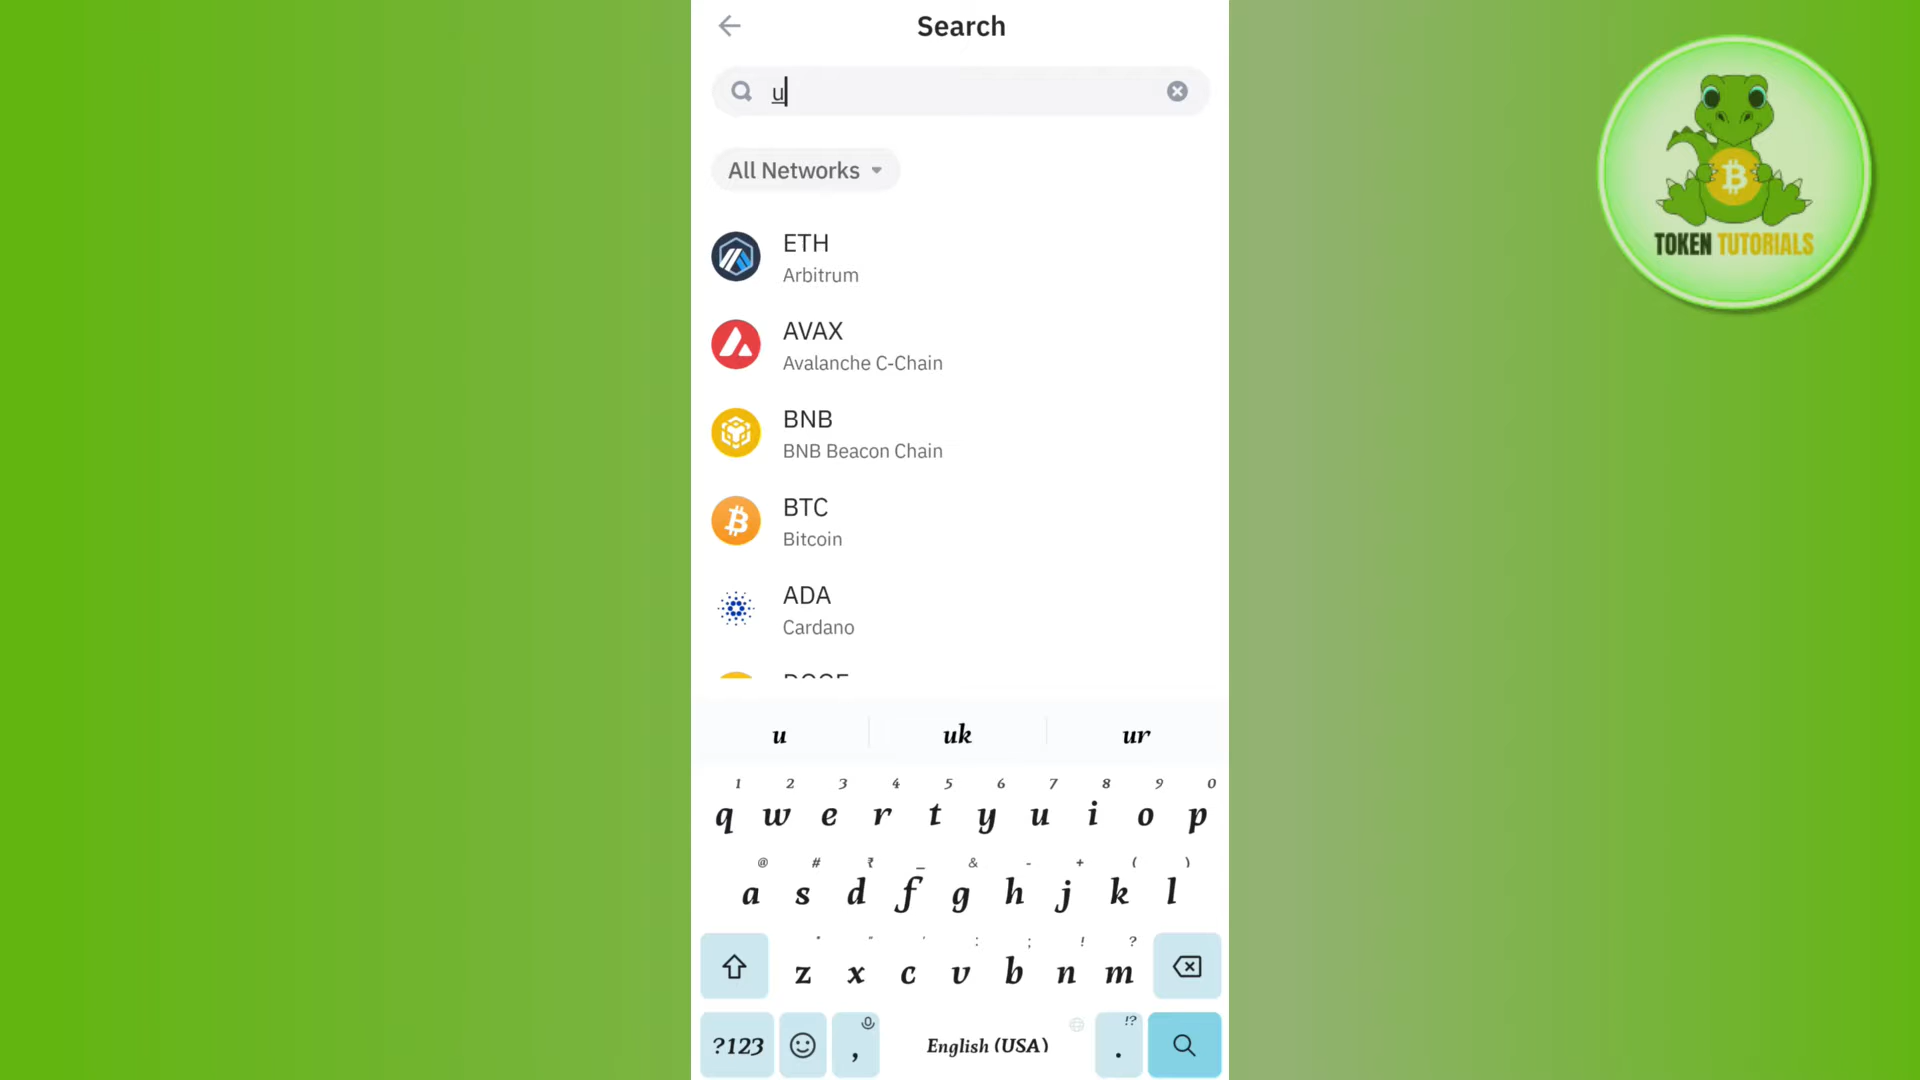 Search
u
All Networks
ETH
Arbitrum
AVAX
Avalanche C-Chain
BNB
BNB Beacon Chain
BTC
Bitcoin
ADA
Cardano
u uk ur
1 2 3 4 5 6 7 8 9 0
q w e r t y u i o p
@ # ₹ _ & - + ( )
a s d f g h j k l
* " ' : ; ! ?
z x c v b n m
?123 , English (USA) . !?
TOKEN TUTORIALS